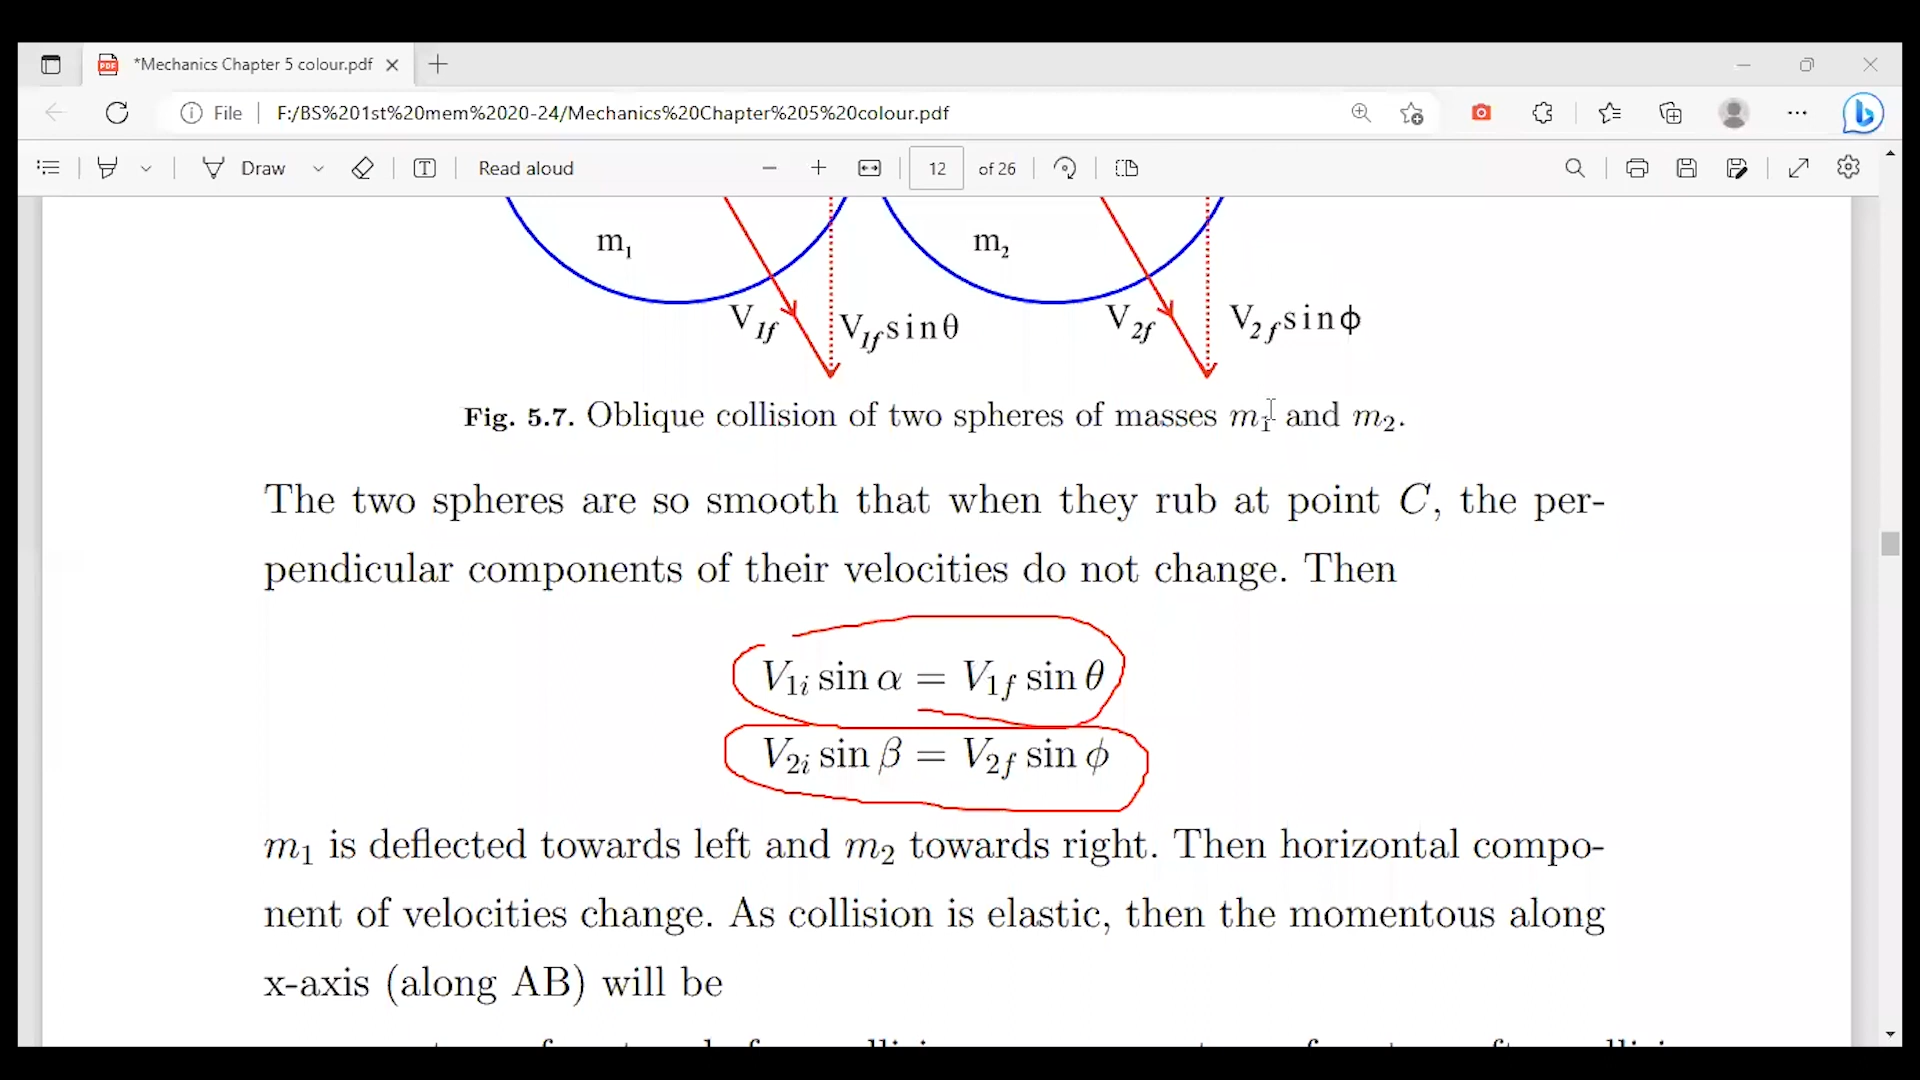 *Mechanics Chapter 5 colour.pdf
File F:/BS%201st%20mem%2020-24/Mechanics%20Chapter%205%20colour.pdf
Draw Read aloud 12 of 26
m₁ m₂
V₁f V₁f sinθ V₂f V₂f sinϕ
Fig. 5.7. Oblique collision of two spheres of masses m₁ and m₂.
The two spheres are so smooth that when they rub at point C, the per-
pendicular components of their velocities do not change. Then
V₁ᵢ sin α = V₁f sin θ
V₂ᵢ sin β = V₂f sin ϕ
m₁ is deflected towards left and m₂ towards right. Then horizontal compo-
nent of velocities change. As collision is elastic, then the momentous along
x-axis (along AB) will be